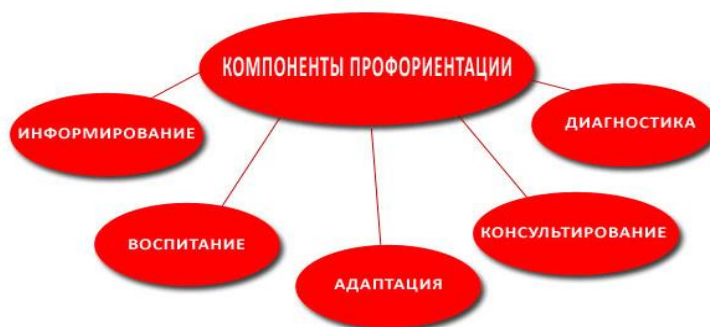 КОМПОНЕНТЫ ПРОФОРИЕНТАЦИИ
ИНФОРМИРОВАНИЕ
ВОСПИТАНИЕ
АДАПТАЦИЯ
КОНСУЛЬТИРОВАНИЕ
ДИАГНОСТИКА